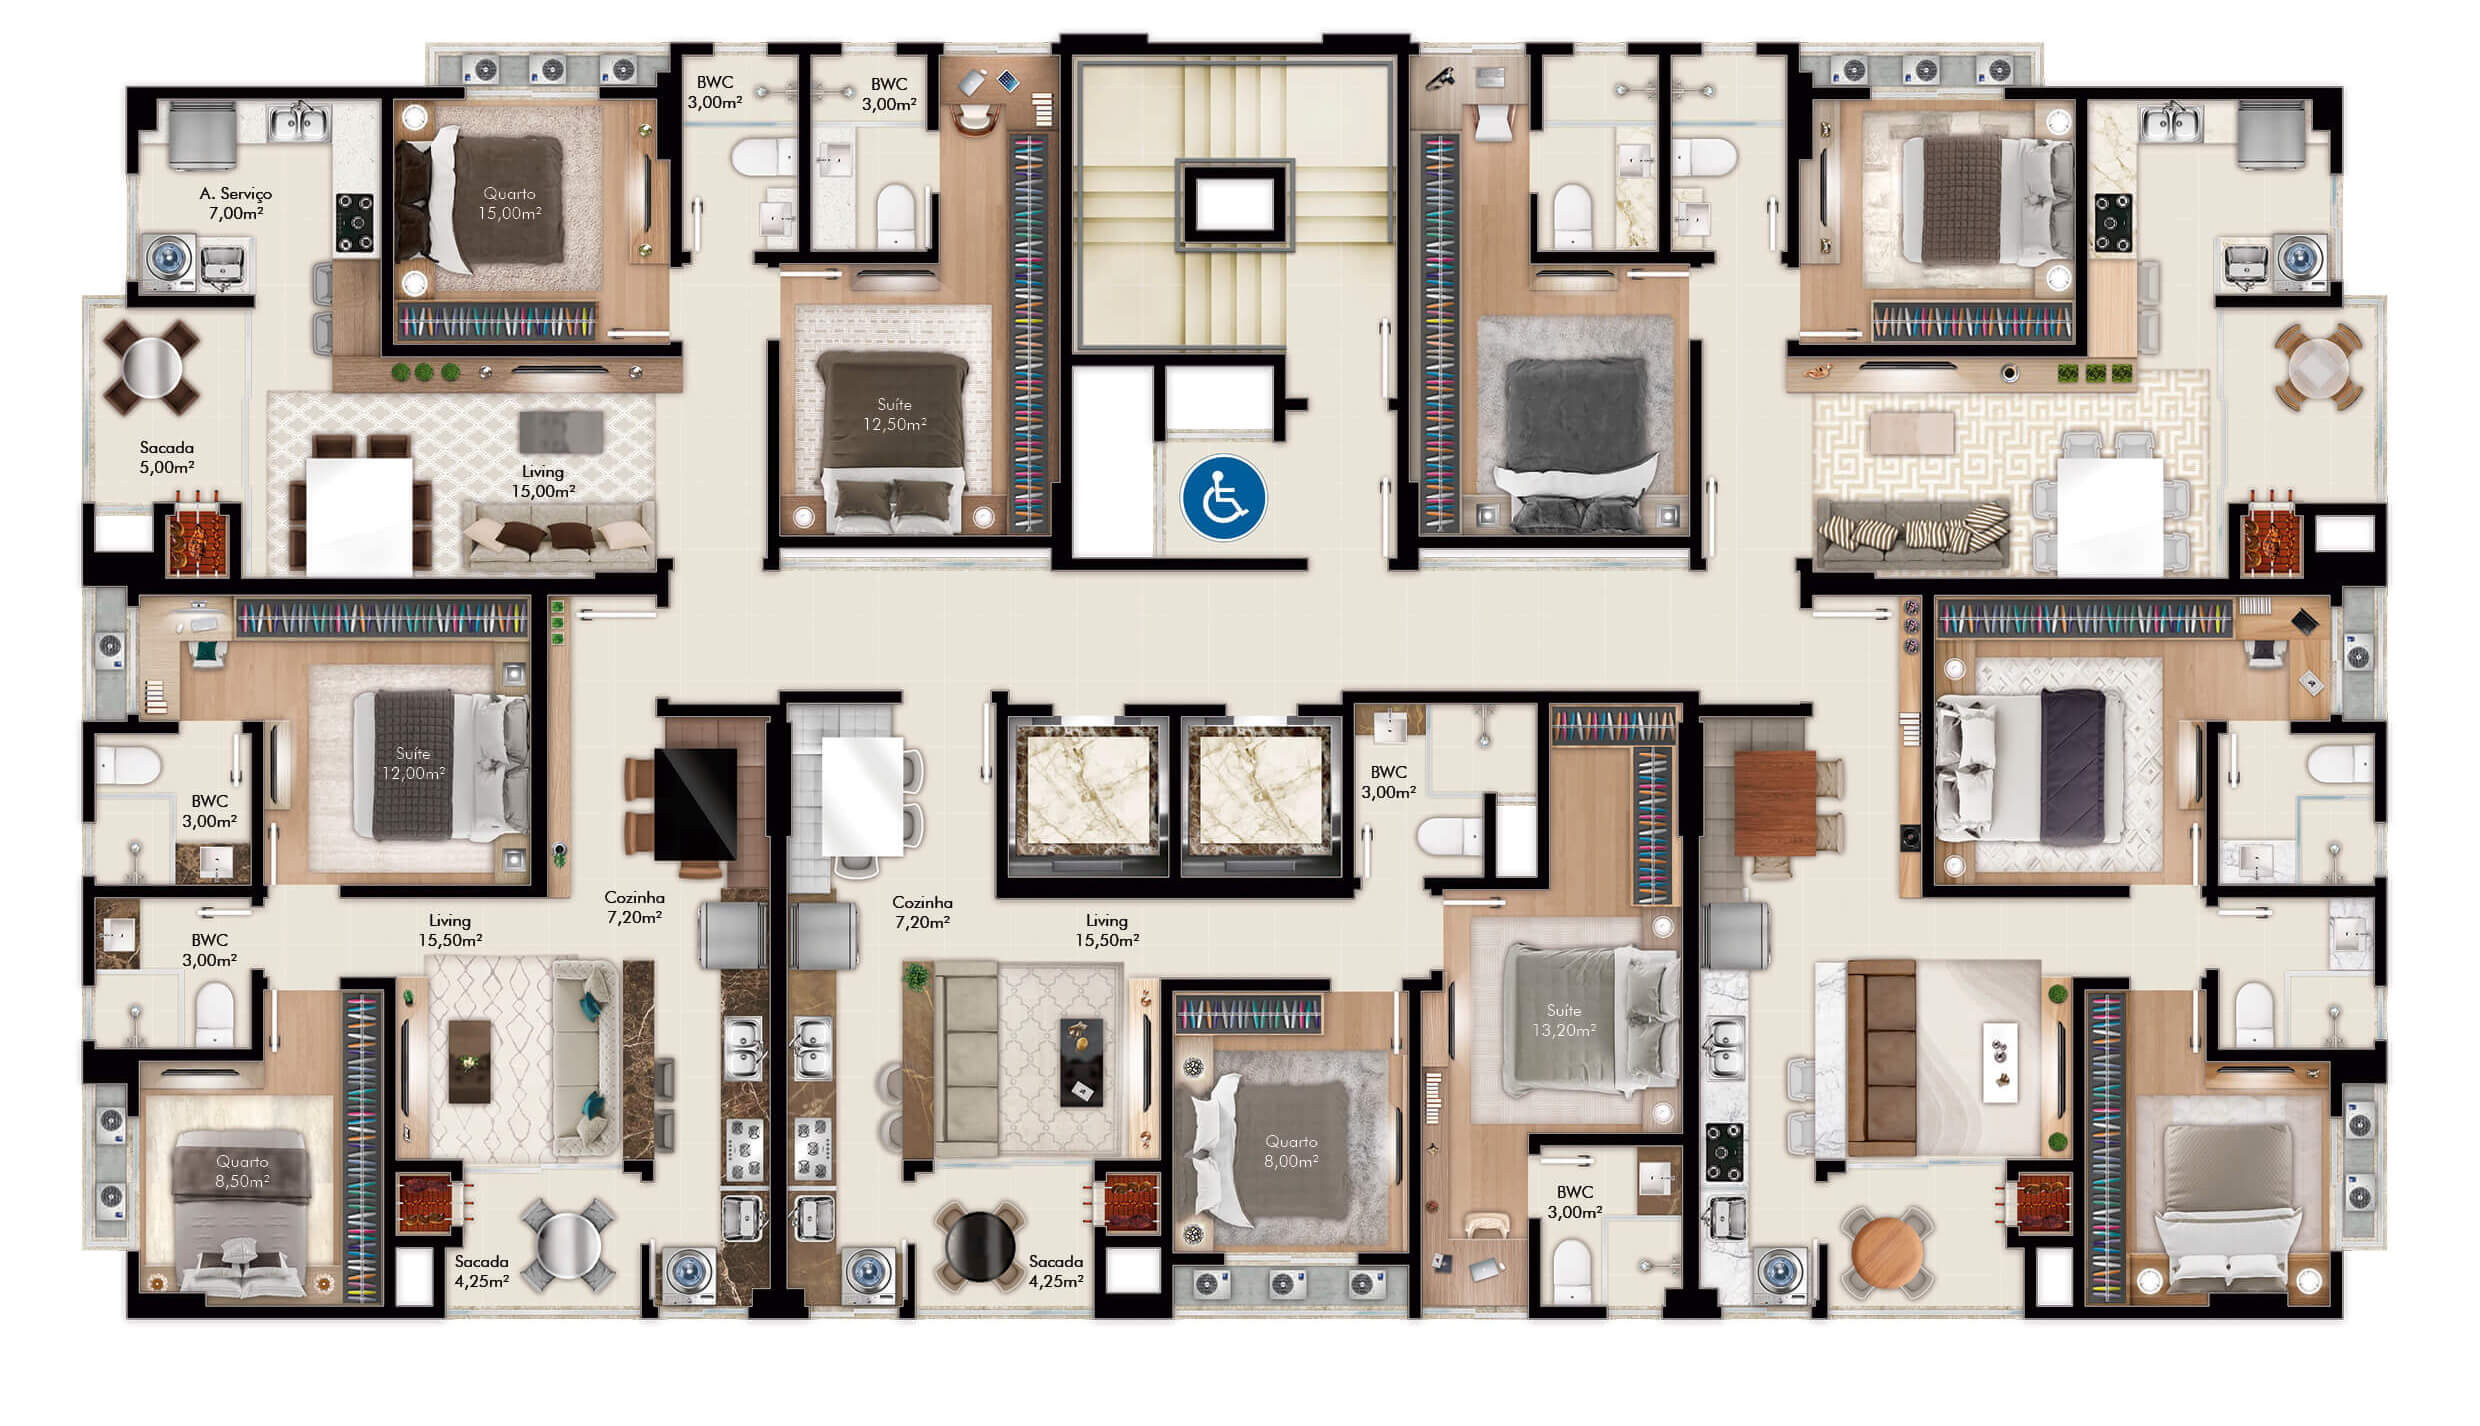 BWC
3,00m²
BWC
3,00m²
A. Serviço
7,00m²
Quarto
15,00m²
Suíte
12,50m²
Sacada
5,00m²
Living
15,00m²
Suíte
12,00m²
BWC
3,00m²
BWC
3,00m²
Cozinha
7,20m²
Cozinha
7,20m²
Living
15,50m²
Living
15,50m²
BWC
3,00m²
Suíte
13,20m²
Quarto
8,50m²
Quarto
8,00m²
BWC
3,00m²
Sacada
4,25m²
Sacada
4,25m²